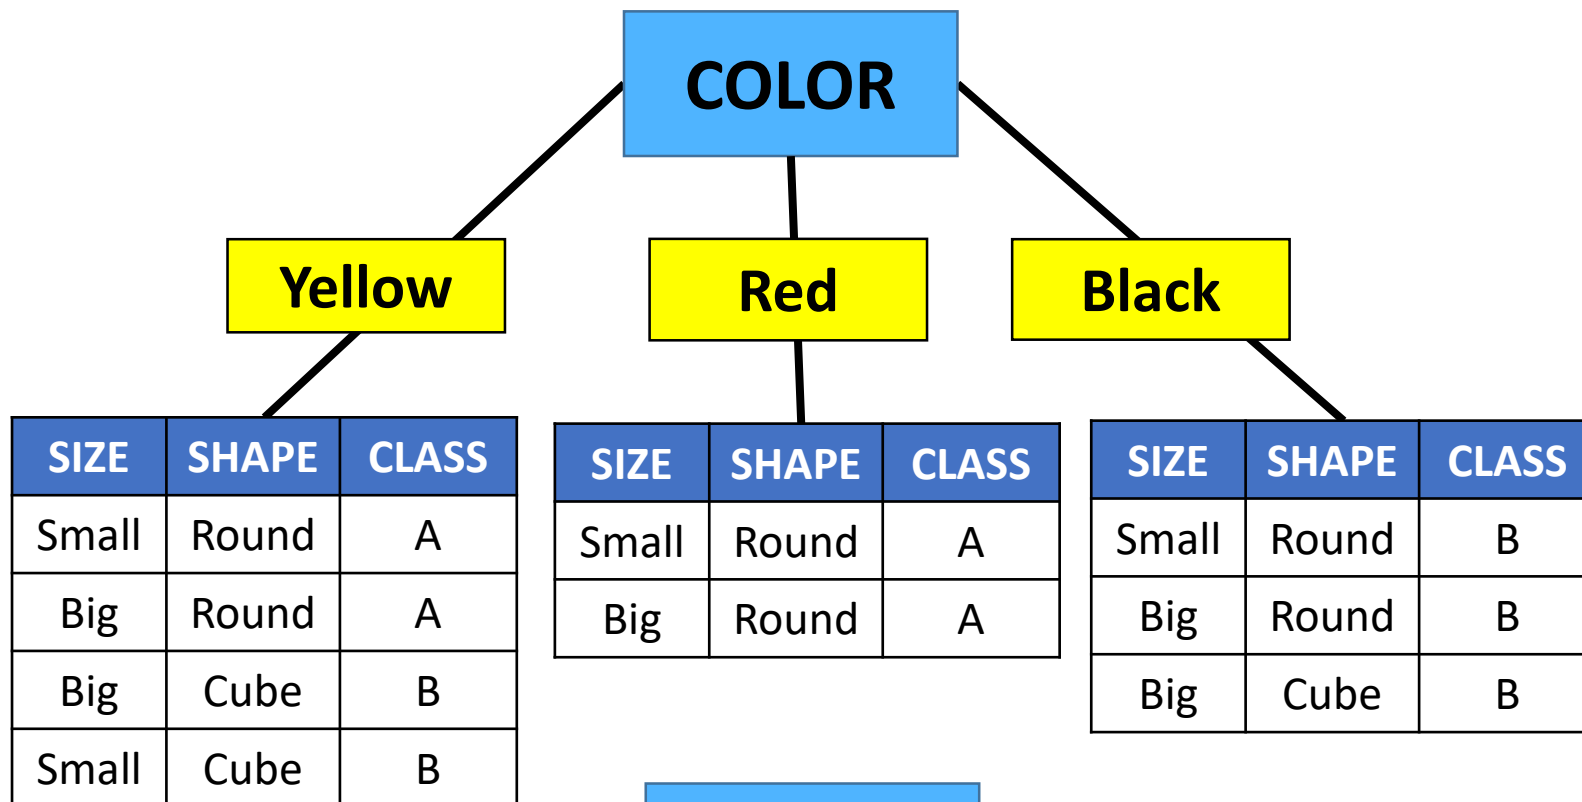 COLOR
Yellow
Red
Black
SIZE SHAPE CLASS
Small Round A
Big Round A
Big Cube B
Small Cube B
SIZE SHAPE CLASS
Small Round A
Big Round A
SIZE SHAPE CLASS
Small Round B
Big Round B
Big Cube B